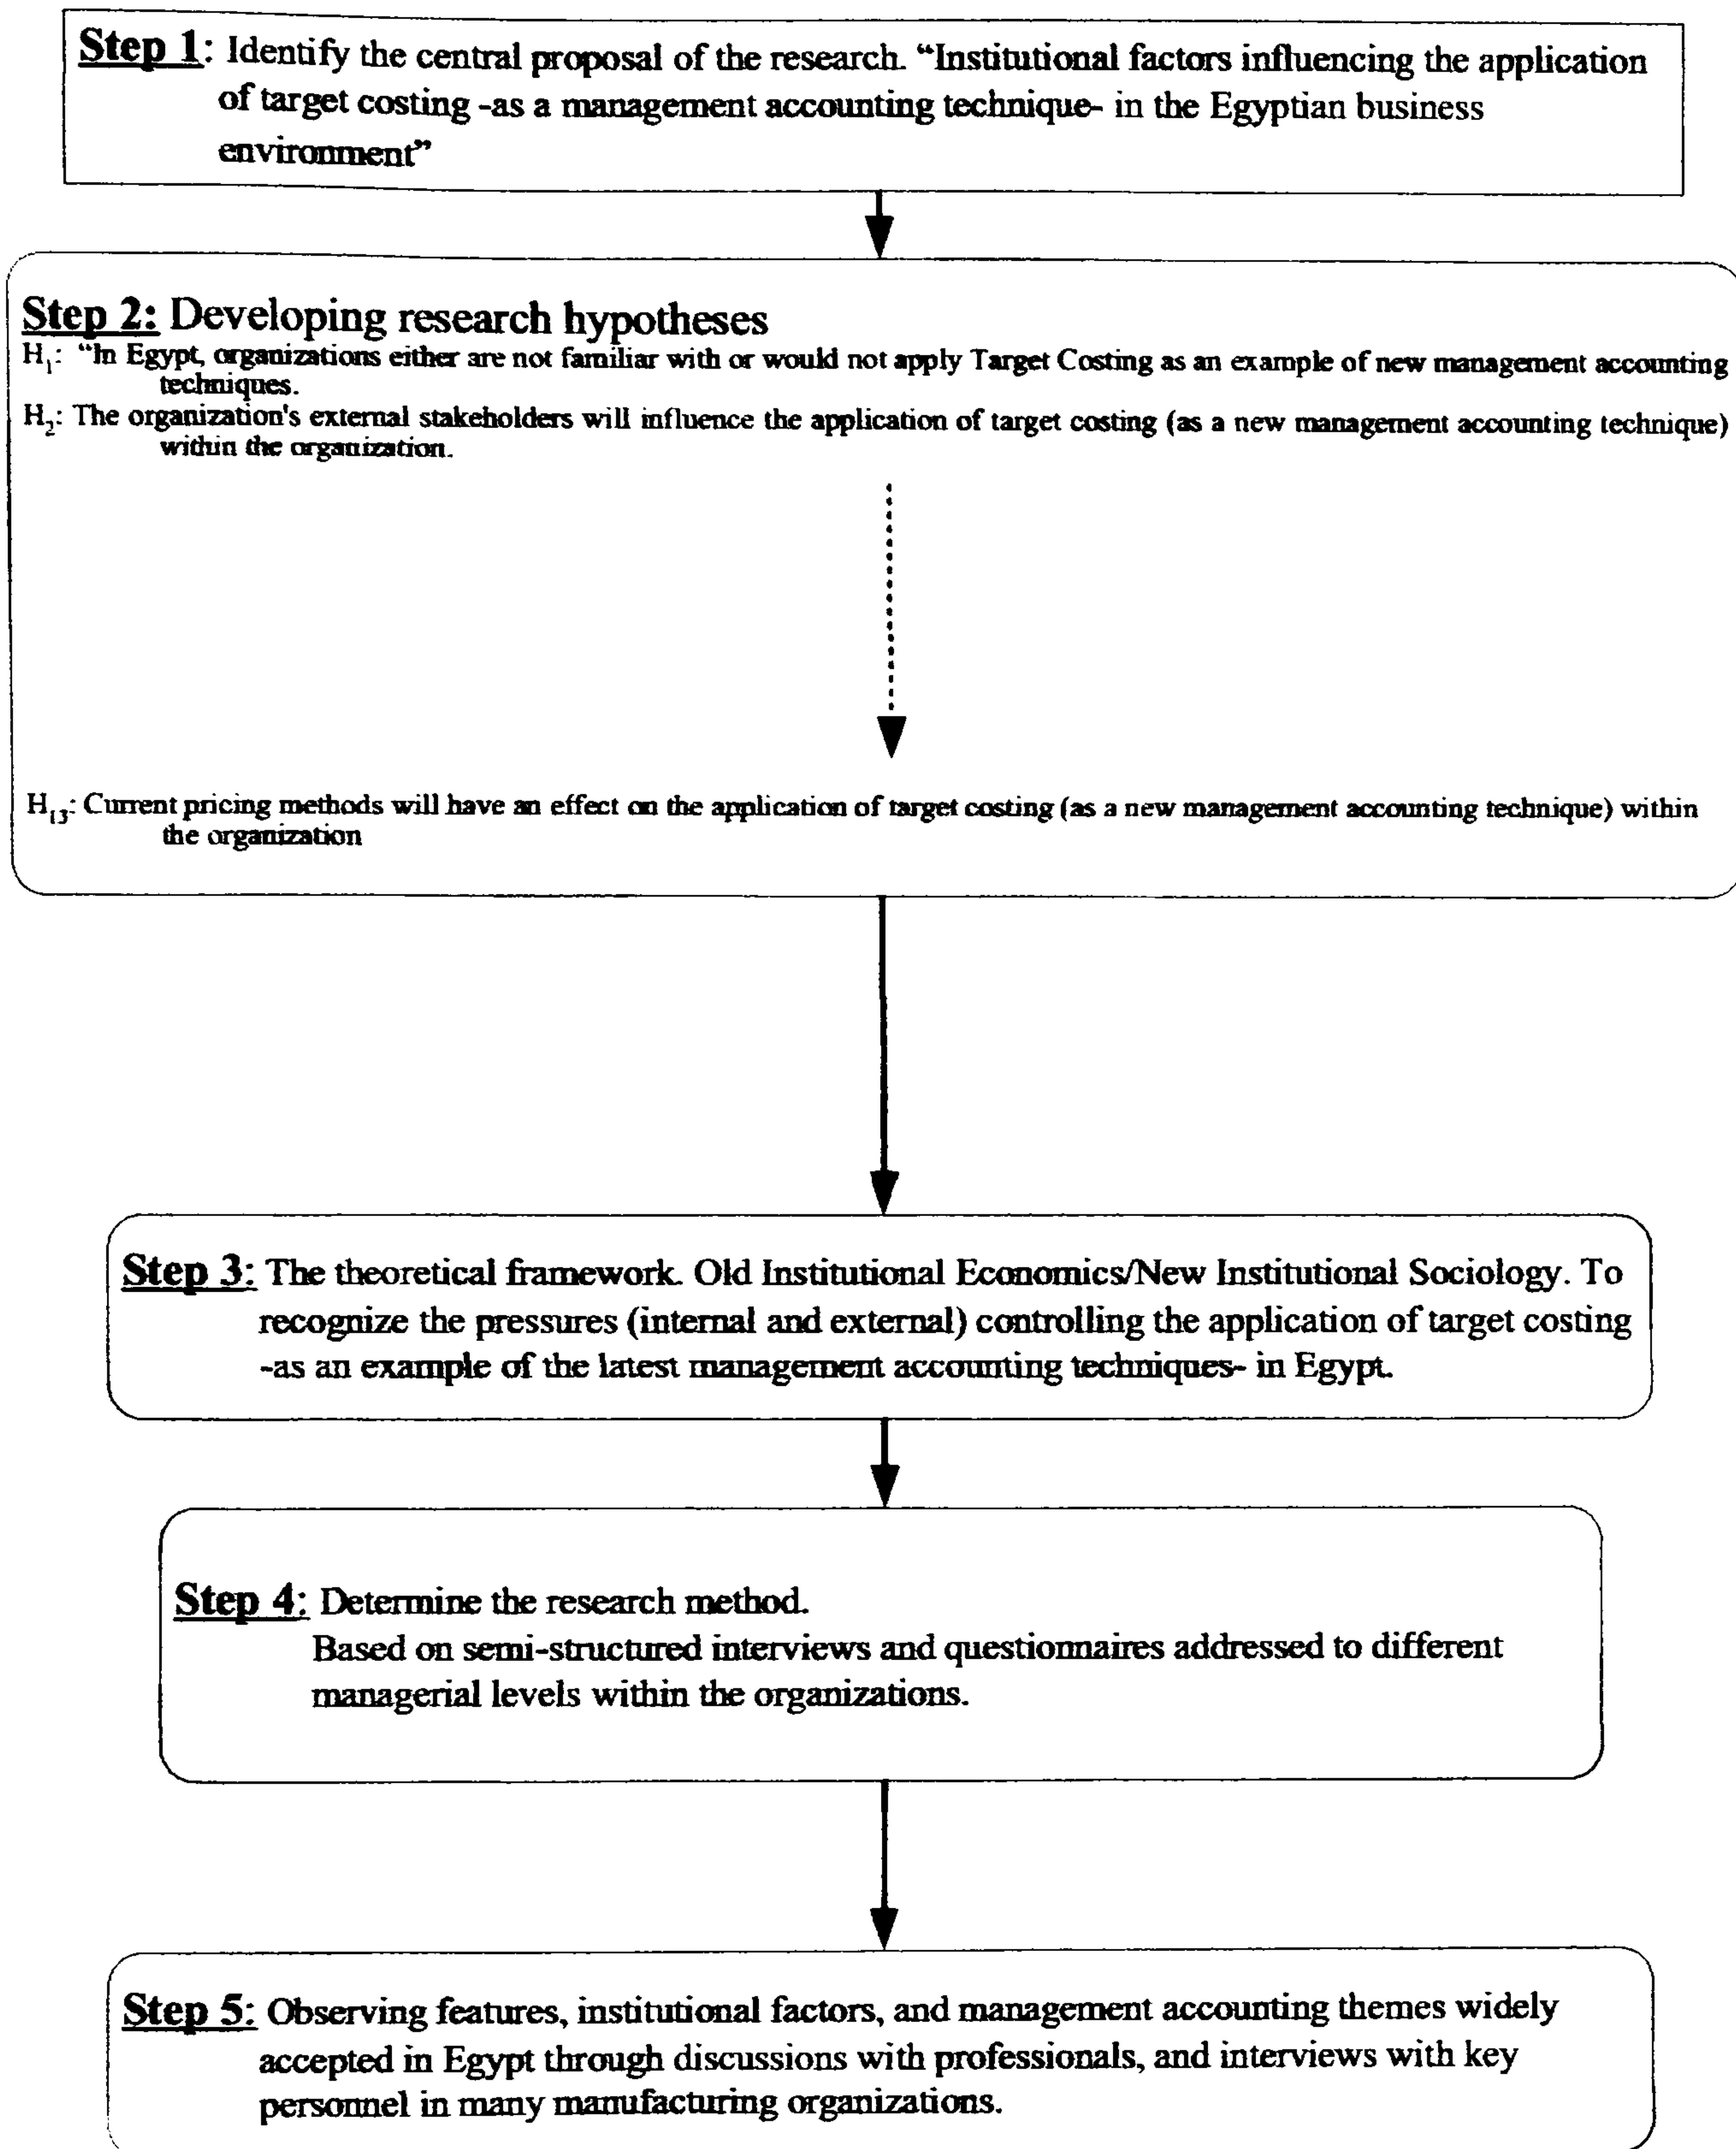 Step 1: Identify the central proposal of the research. “Institutional factors influencing the application
of target costing -as a management accounting technique- in the Egyptian business
environment”
Step 2: Developing research hypotheses
H1: “In Egypt, organizations either are not familiar with or would not apply Target Costing as an example of new management accounting
techniques.
H2: The organization's external stakeholders will influence the application of target costing (as a new management accounting technique)
within the organization.
H13: Current pricing methods will have an effect on the application of target costing (as a new management accounting technique) within
the organization
Step 3: The theoretical framework. Old Institutional Economics/New Institutional Sociology. To
recognize the pressures (internal and external) controlling the application of target costing
-as an example of the latest management accounting techniques- in Egypt.
Step 4: Determine the research method.
Based on semi-structured interviews and questionnaires addressed to different
managerial levels within the organizations.
Step 5: Observing features, institutional factors, and management accounting themes widely
accepted in Egypt through discussions with professionals, and interviews with key
personnel in many manufacturing organizations.